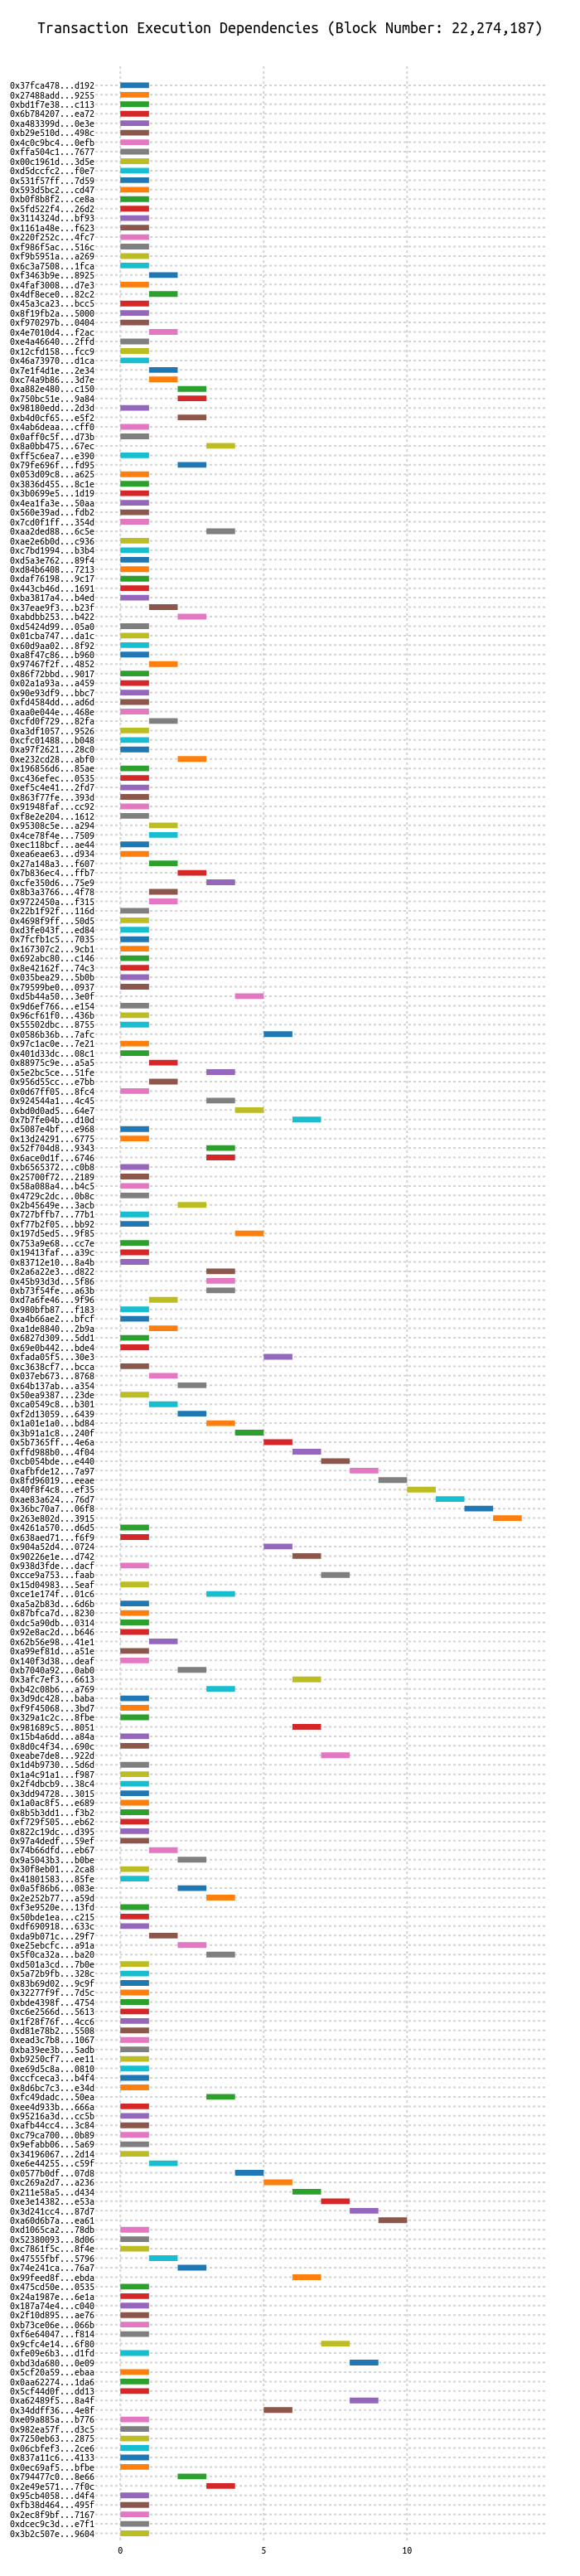 Transaction Execution Dependencies (Block Number: 22,274,187)
0x37fca478...d192
0x27488add...9255
0xbd1f7e38...c113
0x6b784207...ea72
0xa483399d...0e3e
0xb29e510d...498c
0x4c0c9bc4...0efb
0xffa504c1...7677
0x00c1961d...3d5e
0xd5dccfc2...f0e7
0x531f57ff...7d59
0x593d5bc2...cd47
0xb0f8b8f2...ce8a
0x5fd522f4...26d2
0x3114324d...bf93
0x1161a48e...f623
0x220f252c...4fc7
0xf986f5ac...516c
0xf9b5951a...a269
0x6c3a7508...1fca
0xf3463b9e...8925
0x4faf3008...d7e3
0x4df8ece0...82c2
0x45a3ca23...bcc5
0x8f19fb2a...5000
0xf970297b...0404
0x4e7010d4...f2ac
0xe4a46640...2ffd
0x12cfd158...fcc9
0x46a73970...d1ca
0x7e1f4d1e...2e34
0xc74a9b86...3d7e
0xa882e480...c150
0x750bc51e...9a84
0x98180edd...2d3d
0xb4d0cf65...e5f2
0x4ab6deaa...cff0
0x0aff0c5f...d73b
0x8a0bb475...67ec
0xff5c6ea7...e390
0x79fe696f...fd95
0x053d09c8...a625
0x3836d455...8c1e
0x3b0699e5...1d19
0x4ea1fa3e...50aa
0x560e39ad...fdb2
0x7cd0f1ff...354d
0xaa2ded88...6c5e
0xae2e6b0d...c936
0xc7bd1994...b3b4
0xd5a3e762...89f4
0xd84b6408...7213
0xdaf76198...9c17
0x443cb46d...1691
0xba3817a4...b4ed
0x37eae9f3...b23f
0xabdbb253...b422
0xd5424d99...05a0
0x01cba747...da1c
0x60d9aa02...8f92
0xa8f47c86...b960
0x97467f2f...4852
0x86f72bbd...9017
0x02a1a93a...a459
0x90e93df9...bbc7
0xfd4584dd...ad6d
0xaa0e044e...468e
0xcfd0f729...82fa
0xa3df1057...9526
0xcfc01488...b048
0xa97f2621...28c0
0xe232cd28...abf0
0x196856d6...85ae
0xc436efec...0535
0xef5c4e41...2fd7
0x863f77fe...393d
0x91948faf...cc92
0xf8e2e204...1612
0x95308c5e...a294
0x4ce78f4e...7509
0xec118bcf...ae44
0xea6eae63...d934
0x27a148a3...f607
0x7b836ec4...ffb7
0xcfe350d6...75e9
0x8b3a3766...4f78
0x9722450a...f315
0x22b1f92f...116d
0x4698f9ff...50d5
0xd3fe043f...ed84
0x7fcfb1c5...7035
0x167307c2...9cb1
0x692abc80...c146
0x8e42162f...74c3
0x035bea29...5b0b
0x79599be0...0937
0xd5b44a50...3e0f
0x9d6ef766...e154
0x96cf61f0...436b
0x55502dbc...8755
0x0586b36b...7afc
0x97c1ac0e...7e21
0x401d33dc...08c1
0x88975c9e...a5a5
0x5e2bc5ce...51fe
0x956d55cc...e7bb
0x0d67ff05...8fc4
0x924544a1...4c45
0xbd0d0ad5...64e7
0x7b7fe04b...d10d
0x5087e4bf...e968
0x13d24291...6775
0x52f704d8...9343
0x6ace0d1f...6746
0xb6565372...c0b8
0x25700f72...2189
0x58a088a4...b4c5
0x4729c2dc...0b8c
0x2b45649e...3acb
0x727bffb7...77b1
0xf77b2f05...bb92
0x197d5ed5...9f85
0x753a9e68...cc7e
0x19413faf...a39c
0x83712e10...8a4b
0x2a6a22e3...d822
0x45b93d3d...5f86
0xb73f54fe...a63b
0xd7a6fe46...9f96
0x980bfb87...f183
0xa4b66ae2...bfcf
0xa1de8840...2b9a
0x6827d309...5dd1
0x69e0b442...bde4
0xfada05f5...30e3
0xc3638cf7...bcca
0x037eb673...8768
0x64b137ab...a354
0x50ea9387...23de
0xca0549c8...b301
0xf2d13059...6439
0x1a01e1a0...bd84
0x3b91a1c8...240f
0x5b7365ff...4e6a
0xffd988b0...4f04
0xcb054bde...e440
0xafbfde12...7a97
0x8fd96019...eeae
0x40f8f4c8...ef35
0xae83a624...76d7
0x36bc70a7...06f8
0x263e802d...3915
0x4261a570...d6d5
0x638aed71...f6f9
0x904a52d4...0724
0x90226e1e...d742
0x938d3fde...dacf
0xcce9a753...faab
0x15d04983...5eaf
0xce1e174f...01c6
0xa5a2b83d...6d6b
0x87bfca7d...8230
0xdc5a90db...0314
0x92e8ac2d...b646
0x62b56e98...41e1
0xa99ef81d...a51e
0x140f3d38...deaf
0xb7040a92...0ab0
0x3afc7ef3...6613
0xb42c08b6...a769
0x3d9dc428...baba
0xf9f45068...3bd7
0x329a1c2c...8fbe
0x981689c5...8051
0x15b4a6dd...a84a
0x8d0c4f34...690c
0xeabe7de8...922d
0x1d4b9730...5d6d
0x1a4c91a1...f987
0x2f4dbcb9...38c4
0x3dd94728...3015
0x1a0ac8f5...e689
0x8b5b3dd1...f3b2
0xf729f505...eb62
0x822c19dc...d395
0x97a4dedf...59ef
0x74b66dfd...eb67
0x9a5043b3...b0be
0x30f8eb01...2ca8
0x41801583...85fe
0x0a5f86b6...083e
0x2e252b77...a59d
0xf3e9520e...13fd
0x50bde1ea...c215
0xdf690918...633c
0xda9b071c...29f7
0xe25ebcfc...a91a
0x5f0ca32a...ba20
0xd501a3cd...7b0e
0x5a72b9fb...328c
0x83b69d02...9c9f
0x32277f9f...7d5c
0xbde4398f...4754
0xc6e2566d...5613
0x1f28f76f...4cc6
0xd81e78b2...5508
0xead3c7b8...1067
0xba39ee3b...5adb
0xb9250cf7...ee11
0xe69d5c8a...0810
0xccfceca3...b4f4
0x8d6bc7c3...e34d
0xfc49dadc...50ea
0xee4d933b...666a
0x95216a3d...cc5b
0xafb44cc4...3c84
0xc79ca700...0b89
0x9efabb06...5a69
0x34196067...2d14
0xe6e44255...c59f
0x0577b0df...07d8
0xc269a2d7...a236
0x211e58a5...d434
0xe3e14382...e53a
0x3d241cc4...87d7
0xa60d6b7a...ea61
0xd1065ca2...78db
0x52380093...8d06
0xc7861f5c...8f4e
0x47555fbf...5796
0x74e241ca...76a7
0x99feed8f...ebda
0x475cd50e...0535
0x24a1987e...6e1a
0x187a74e4...c040
0x2f10d895...ae76
0xb73ce06e...066b
0xf6e64047...f814
0x9cfc4e14...6f80
0xfe09e6b3...d1fd
0xbd3da680...0e09
0x5cf20a59...ebaa
0x0aa62274...1da6
0x5cf44d0f...dd13
0xa62489f5...8a4f
0x34ddff36...4e8f
0xe09a885a...b776
0x982ea57f...d3c5
0x7250eb63...2875
0x06cbfef3...2ce6
0x837a11c6...4133
0x0ec69af5...bfbe
0x794477c0...8e66
0x2e49e571...7f0c
0x95cb4058...d4f4
0xfb38d464...495f
0x2ec8f9bf...7167
0xdcec9c3d...e7f1
0x3b2c507e...9604
0 5 10